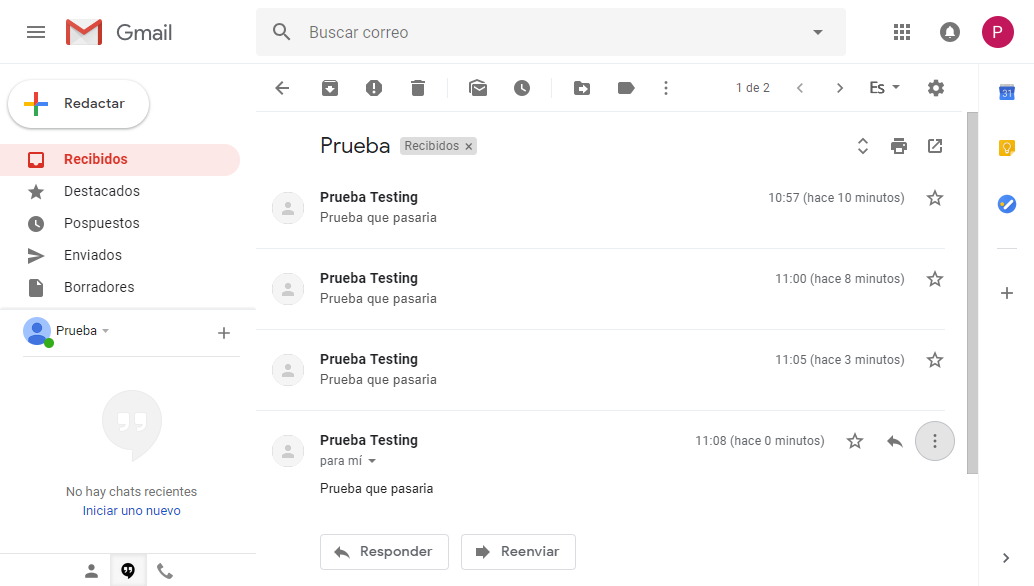 Gmail
Buscar correo
P
Redactar
1 de 2
Es
31
Recibidos
Destacados
Pospuestos
Enviados
Borradores
Prueba
No hay chats recientes
Iniciar uno nuevo
Prueba Recibidos ×
Prueba Testing 10:57 (hace 10 minutos)
Prueba que pasaria
Prueba Testing 11:00 (hace 8 minutos)
Prueba que pasaria
Prueba Testing 11:05 (hace 3 minutos)
Prueba que pasaria
Prueba Testing 11:08 (hace 0 minutos)
para mí
Prueba que pasaria
Responder
Reenviar